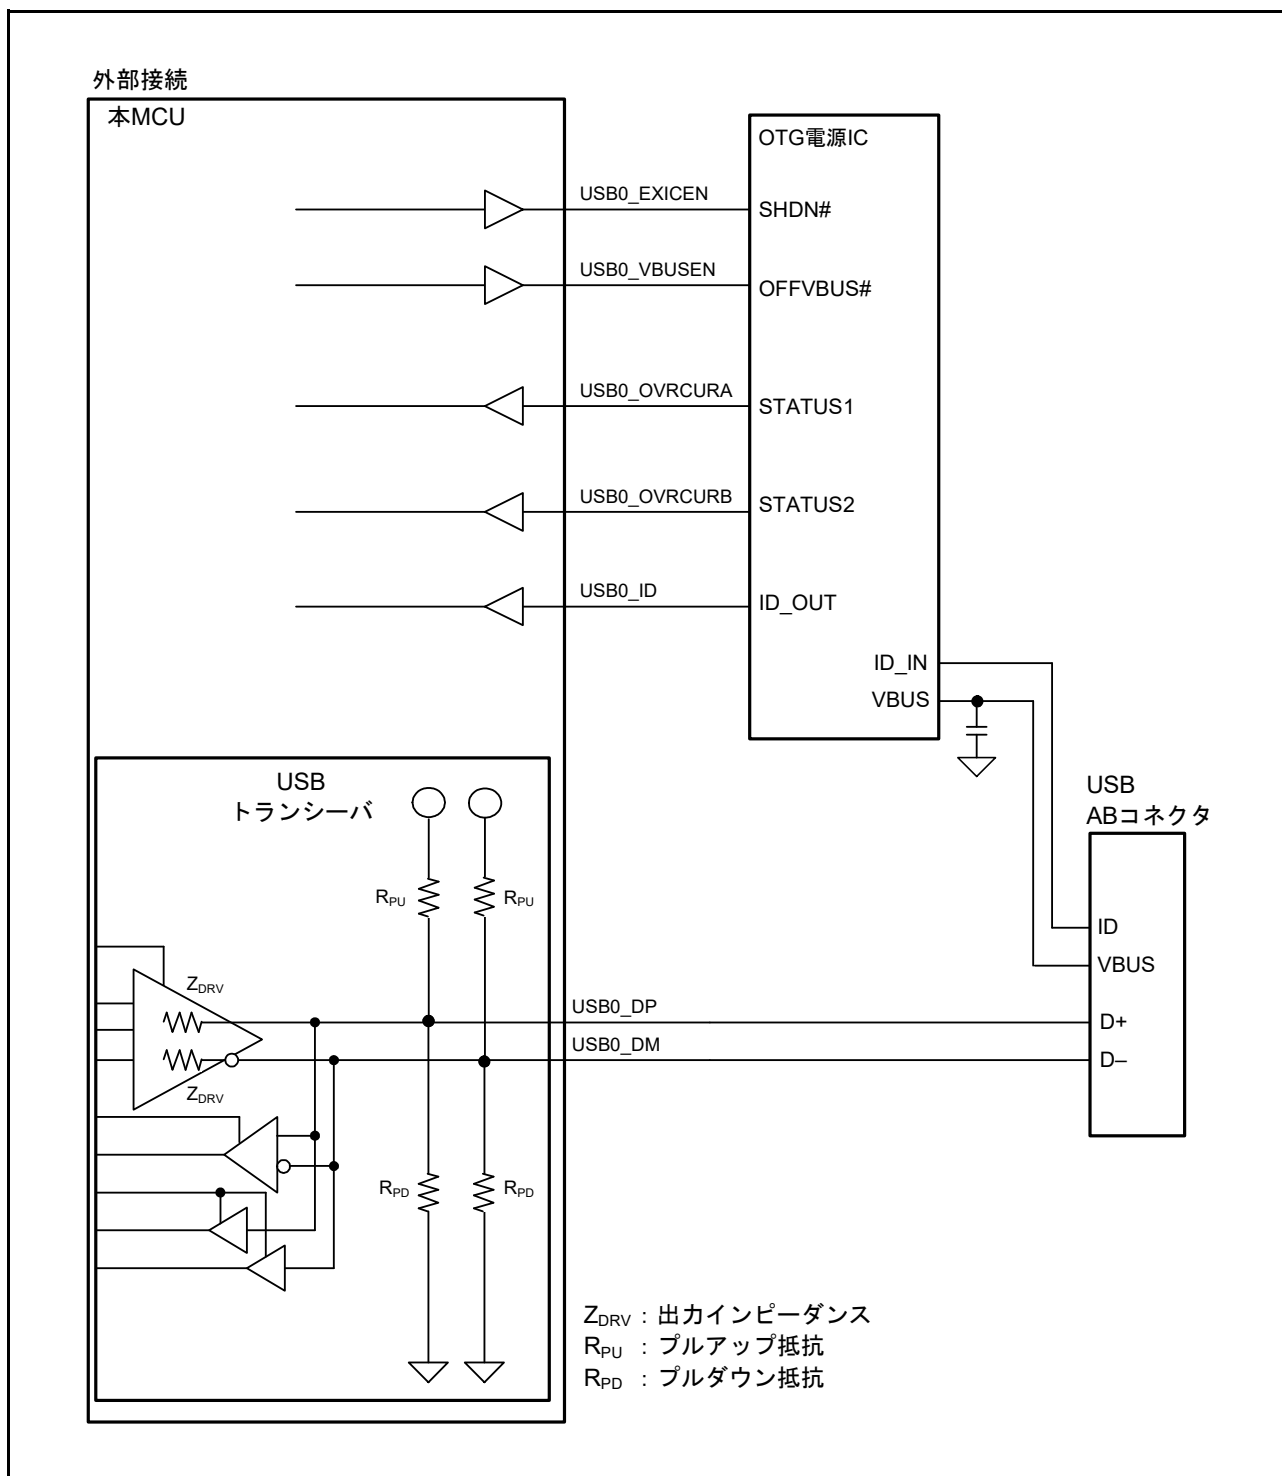 外部接続
本MCU
OTG電源IC
USB0_EXICEN
SHDN#
USB0_VBUSEN
OFFVBUS#
USB0_OVRCURA
STATUS1
USB0_OVRCURB
STATUS2
USB0_ID
ID_OUT
ID_IN
VBUS
USB
トランシーバ
USB
ABコネクタ
RPU
RPU
ID
VBUS
ZDRV
USB0_DP
D+
USB0_DM
D–
ZDRV
RPD
RPD
ZDRV : 出力インピーダンス
RPU : プルアップ抵抗
RPD : プルダウン抵抗